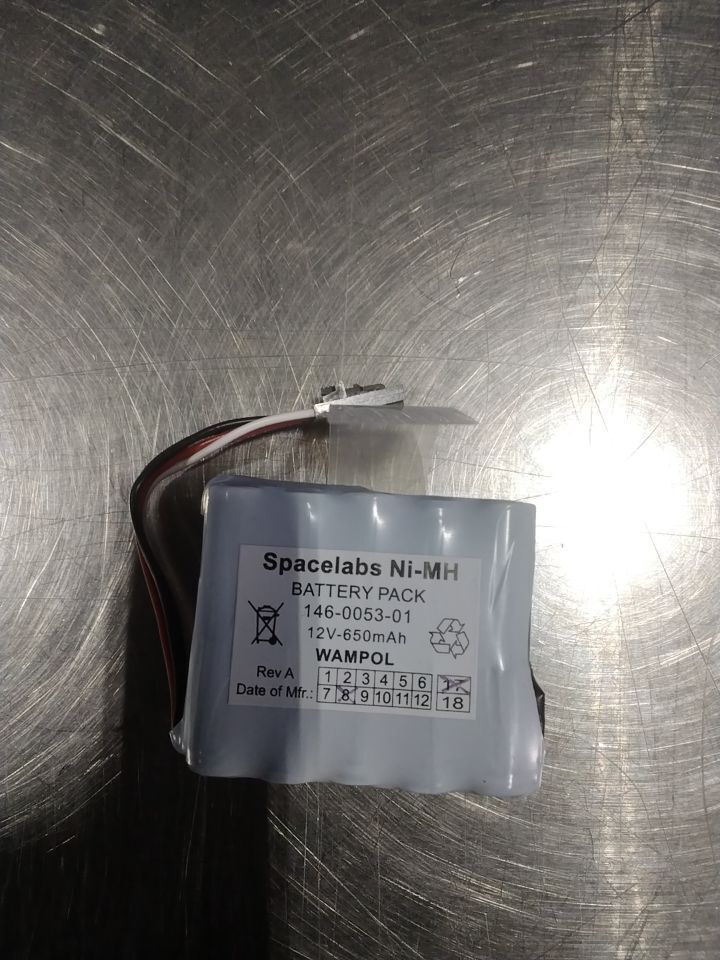 Spacelabs Ni-MH
BATTERY PACK
146-0053-01
12V-650mAh
WAMPOL
Rev A
Date of Mfr.:
1 2 3 4 5 6 17
7 8 9 10 11 12 18